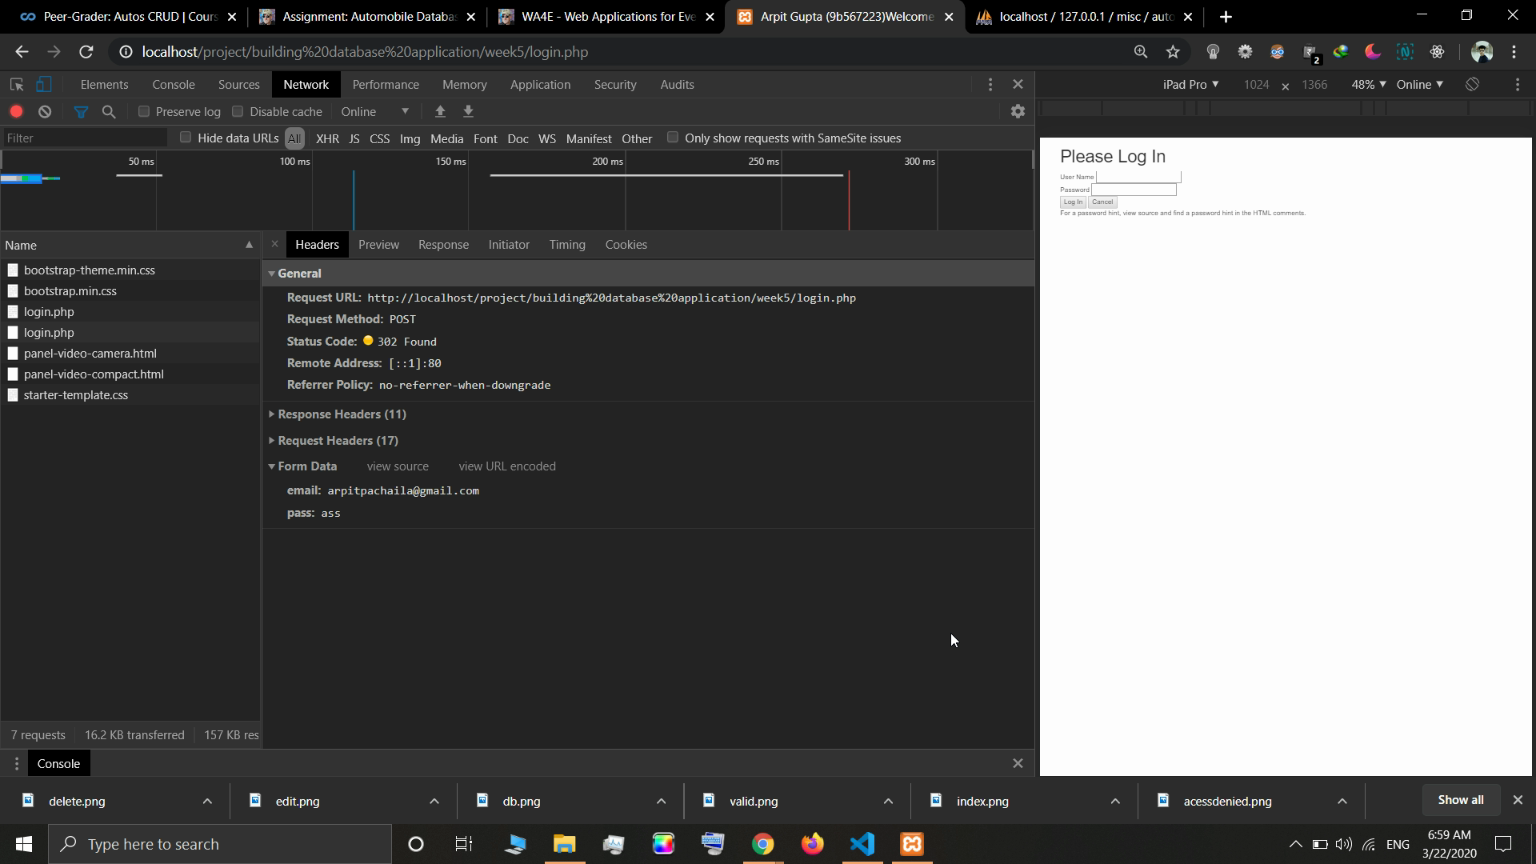 Peer-Grader: Autos CRUD | Cours
Assignment: Automobile Databas
WA4E - Web Applications for Eve
Arpit Gupta (9b567223)Welcome
localhost / 127.0.0.1 / misc / auto
localhost/project/building%20database%20application/week5/login.php
2
Elements Console Sources Network Performance Memory Application Security Audits
iPad Pro ▼ 1024 x 1366 48% ▼ Online ▼
Preserve log Disable cache Online ▼
Filter Hide data URLs All XHR JS CSS Img Media Font Doc WS Manifest Other Only show requests with SameSite issues
50 ms 100 ms 150 ms 200 ms 250 ms 300 ms
Please Log In
User Name
Password
Log In Cancel
For a password hint, view source and find a password hint in the HTML comments.
Name
bootstrap-theme.min.css
bootstrap.min.css
login.php
login.php
panel-video-camera.html
panel-video-compact.html
starter-template.css
Headers Preview Response Initiator Timing Cookies
General
Request URL: http://localhost/project/building%20database%20application/week5/login.php
Request Method: POST
Status Code: 302 Found
Remote Address: [::1]:80
Referrer Policy: no-referrer-when-downgrade
Response Headers (11)
Request Headers (17)
Form Data view source view URL encoded
email: arpitpachaila@gmail.com
pass: ass
7 requests 16.2 KB transferred 157 KB res
Console
delete.png
edit.png
db.png
valid.png
index.png
acessdenied.png
Show all
Type here to search
ENG
6:59 AM
3/22/2020